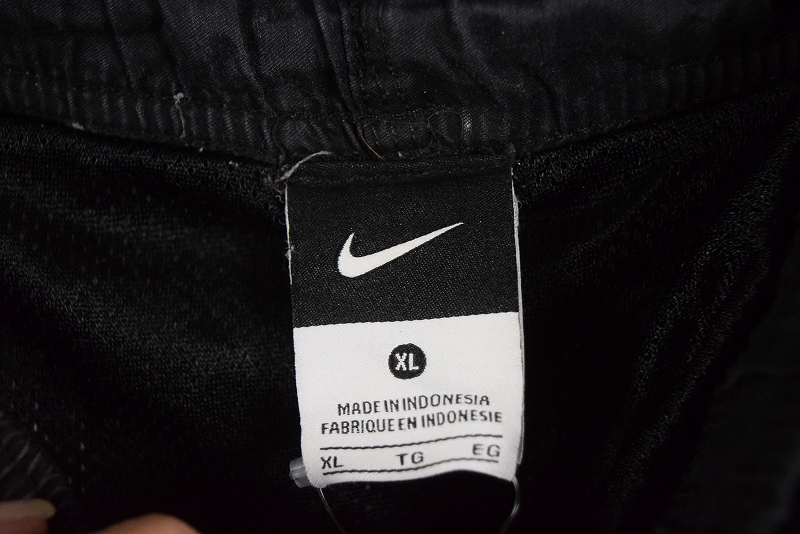 XL
MADE IN INDONESIA
FABRIQUE EN INDONESIE
XL TG EG